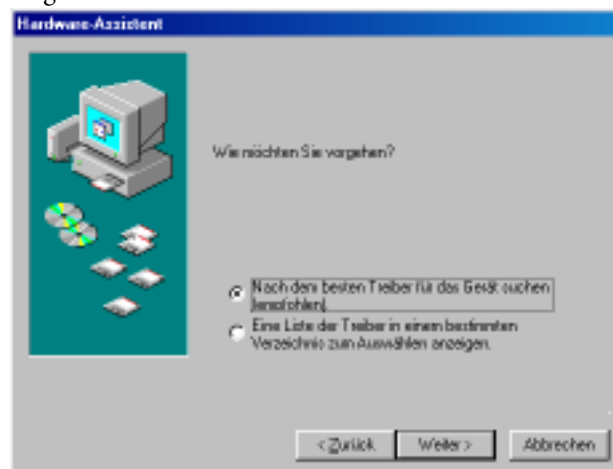 Hardware-Assistent
Wie möchten Sie vorgehen?
Nach dem besten Treiber für das Gerät suchen
(empfohlen).
Eine Liste der Treiber in einem bestimmten
Verzeichnis zum Auswählen anzeigen.
< Zurück
Weiter >
Abbrechen